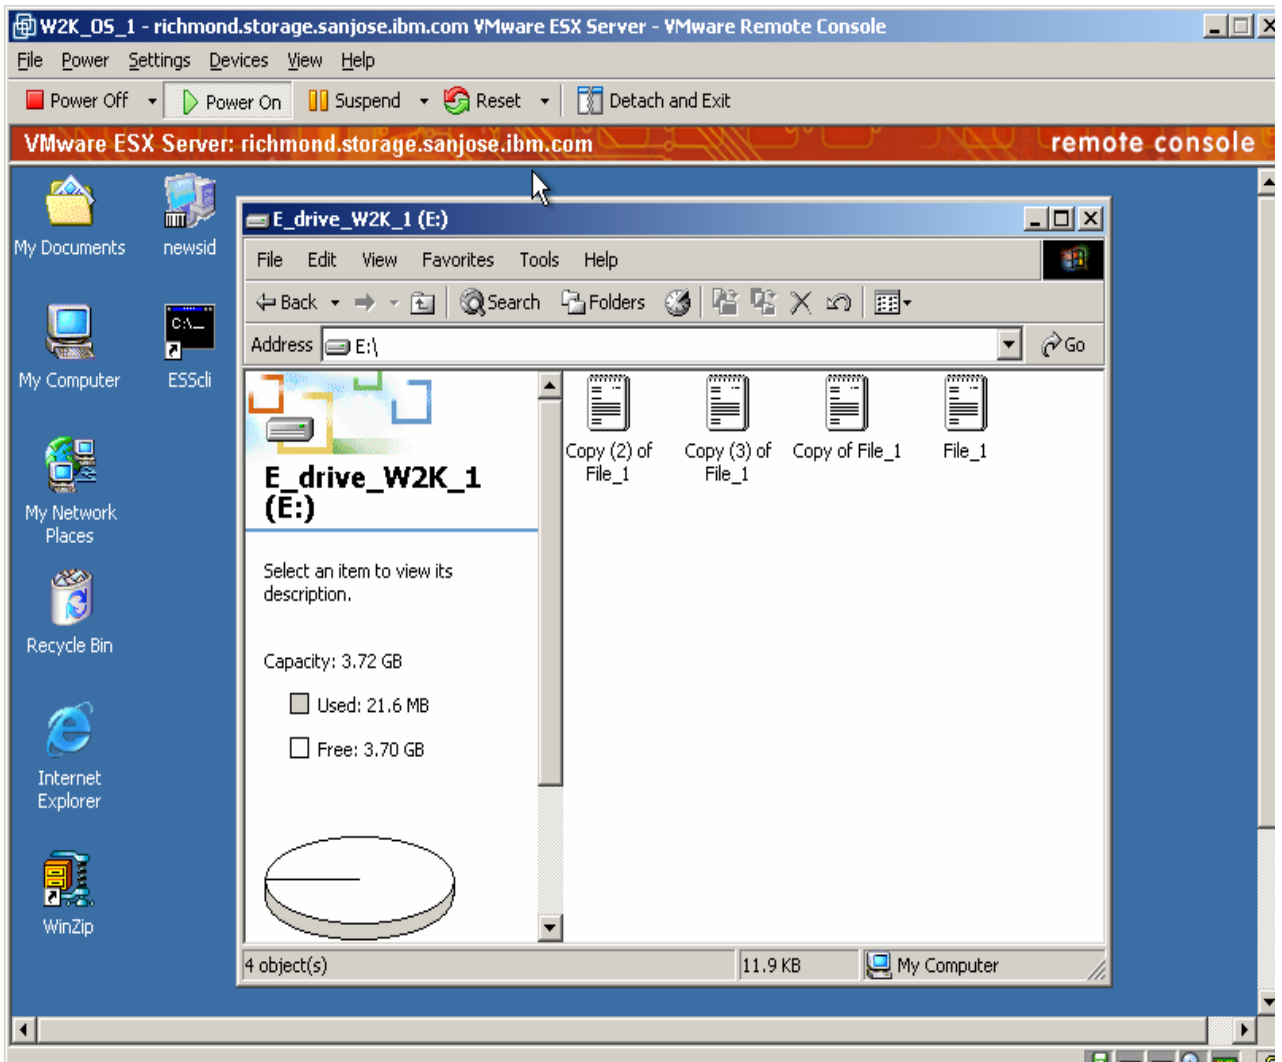 W2K_OS_1 - richmond.storage.sanjose.ibm.com VMware ESX Server - VMware Remote Console
File Power Settings Devices View Help
Power Off Power On Suspend Reset Detach and Exit
VMware ESX Server: richmond.storage.sanjose.ibm.com remote console
My Documents
newsid
My Computer
C:\_
ESScli
My Network
Places
Recycle Bin
Internet
Explorer
WinZip
E_drive_W2K_1 (E:)
File Edit View Favorites Tools Help
Back Search Folders
Address E:\ Go
E_drive_W2K_1
(E:)
Select an item to view its
description.
Capacity: 3.72 GB
Used: 21.6 MB
Free: 3.70 GB
Copy (2) of
File_1
Copy (3) of
File_1
Copy of File_1
File_1
4 object(s) 11.9 KB My Computer